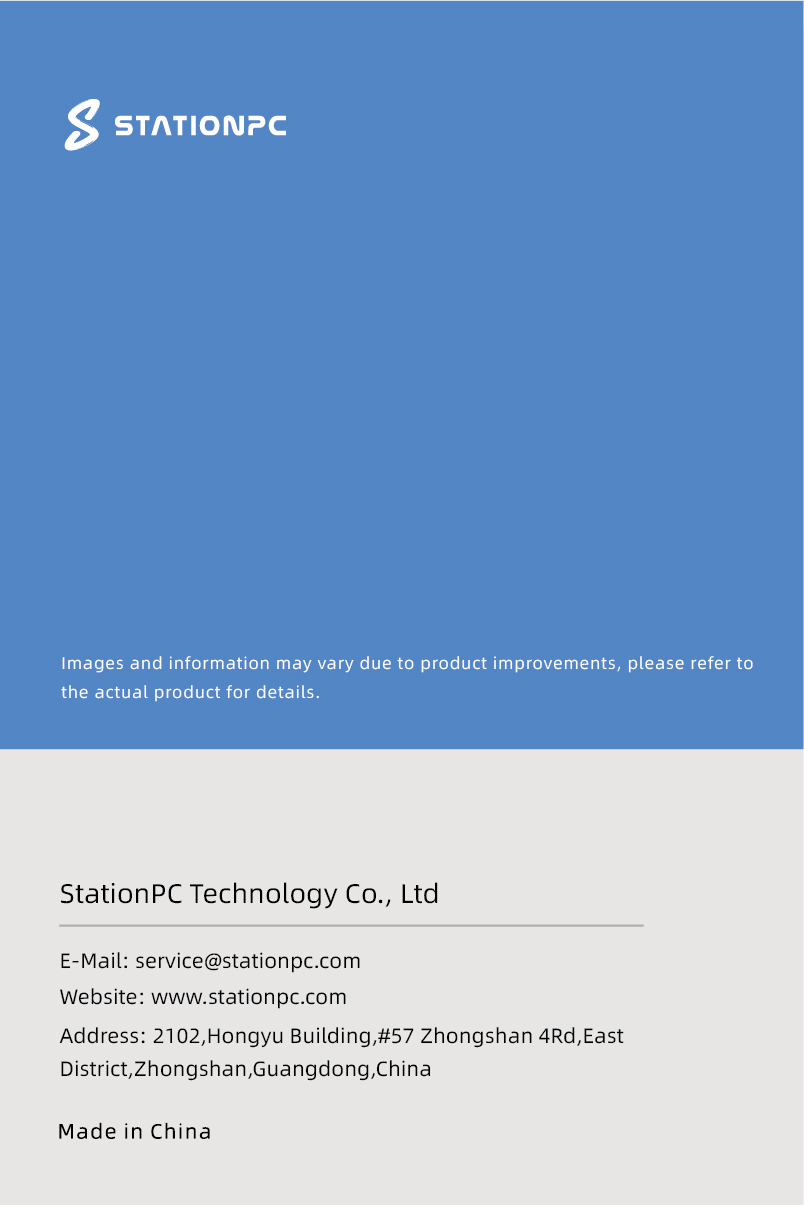 STATIONPC
Images and information may vary due to product improvements, please refer to
the actual product for details.
StationPC Technology Co., Ltd
E-Mail: service@stationpc.com
Website: www.stationpc.com
Address: 2102,Hongyu Building,#57 Zhongshan 4Rd,East
District,Zhongshan,Guangdong,China
Made in China